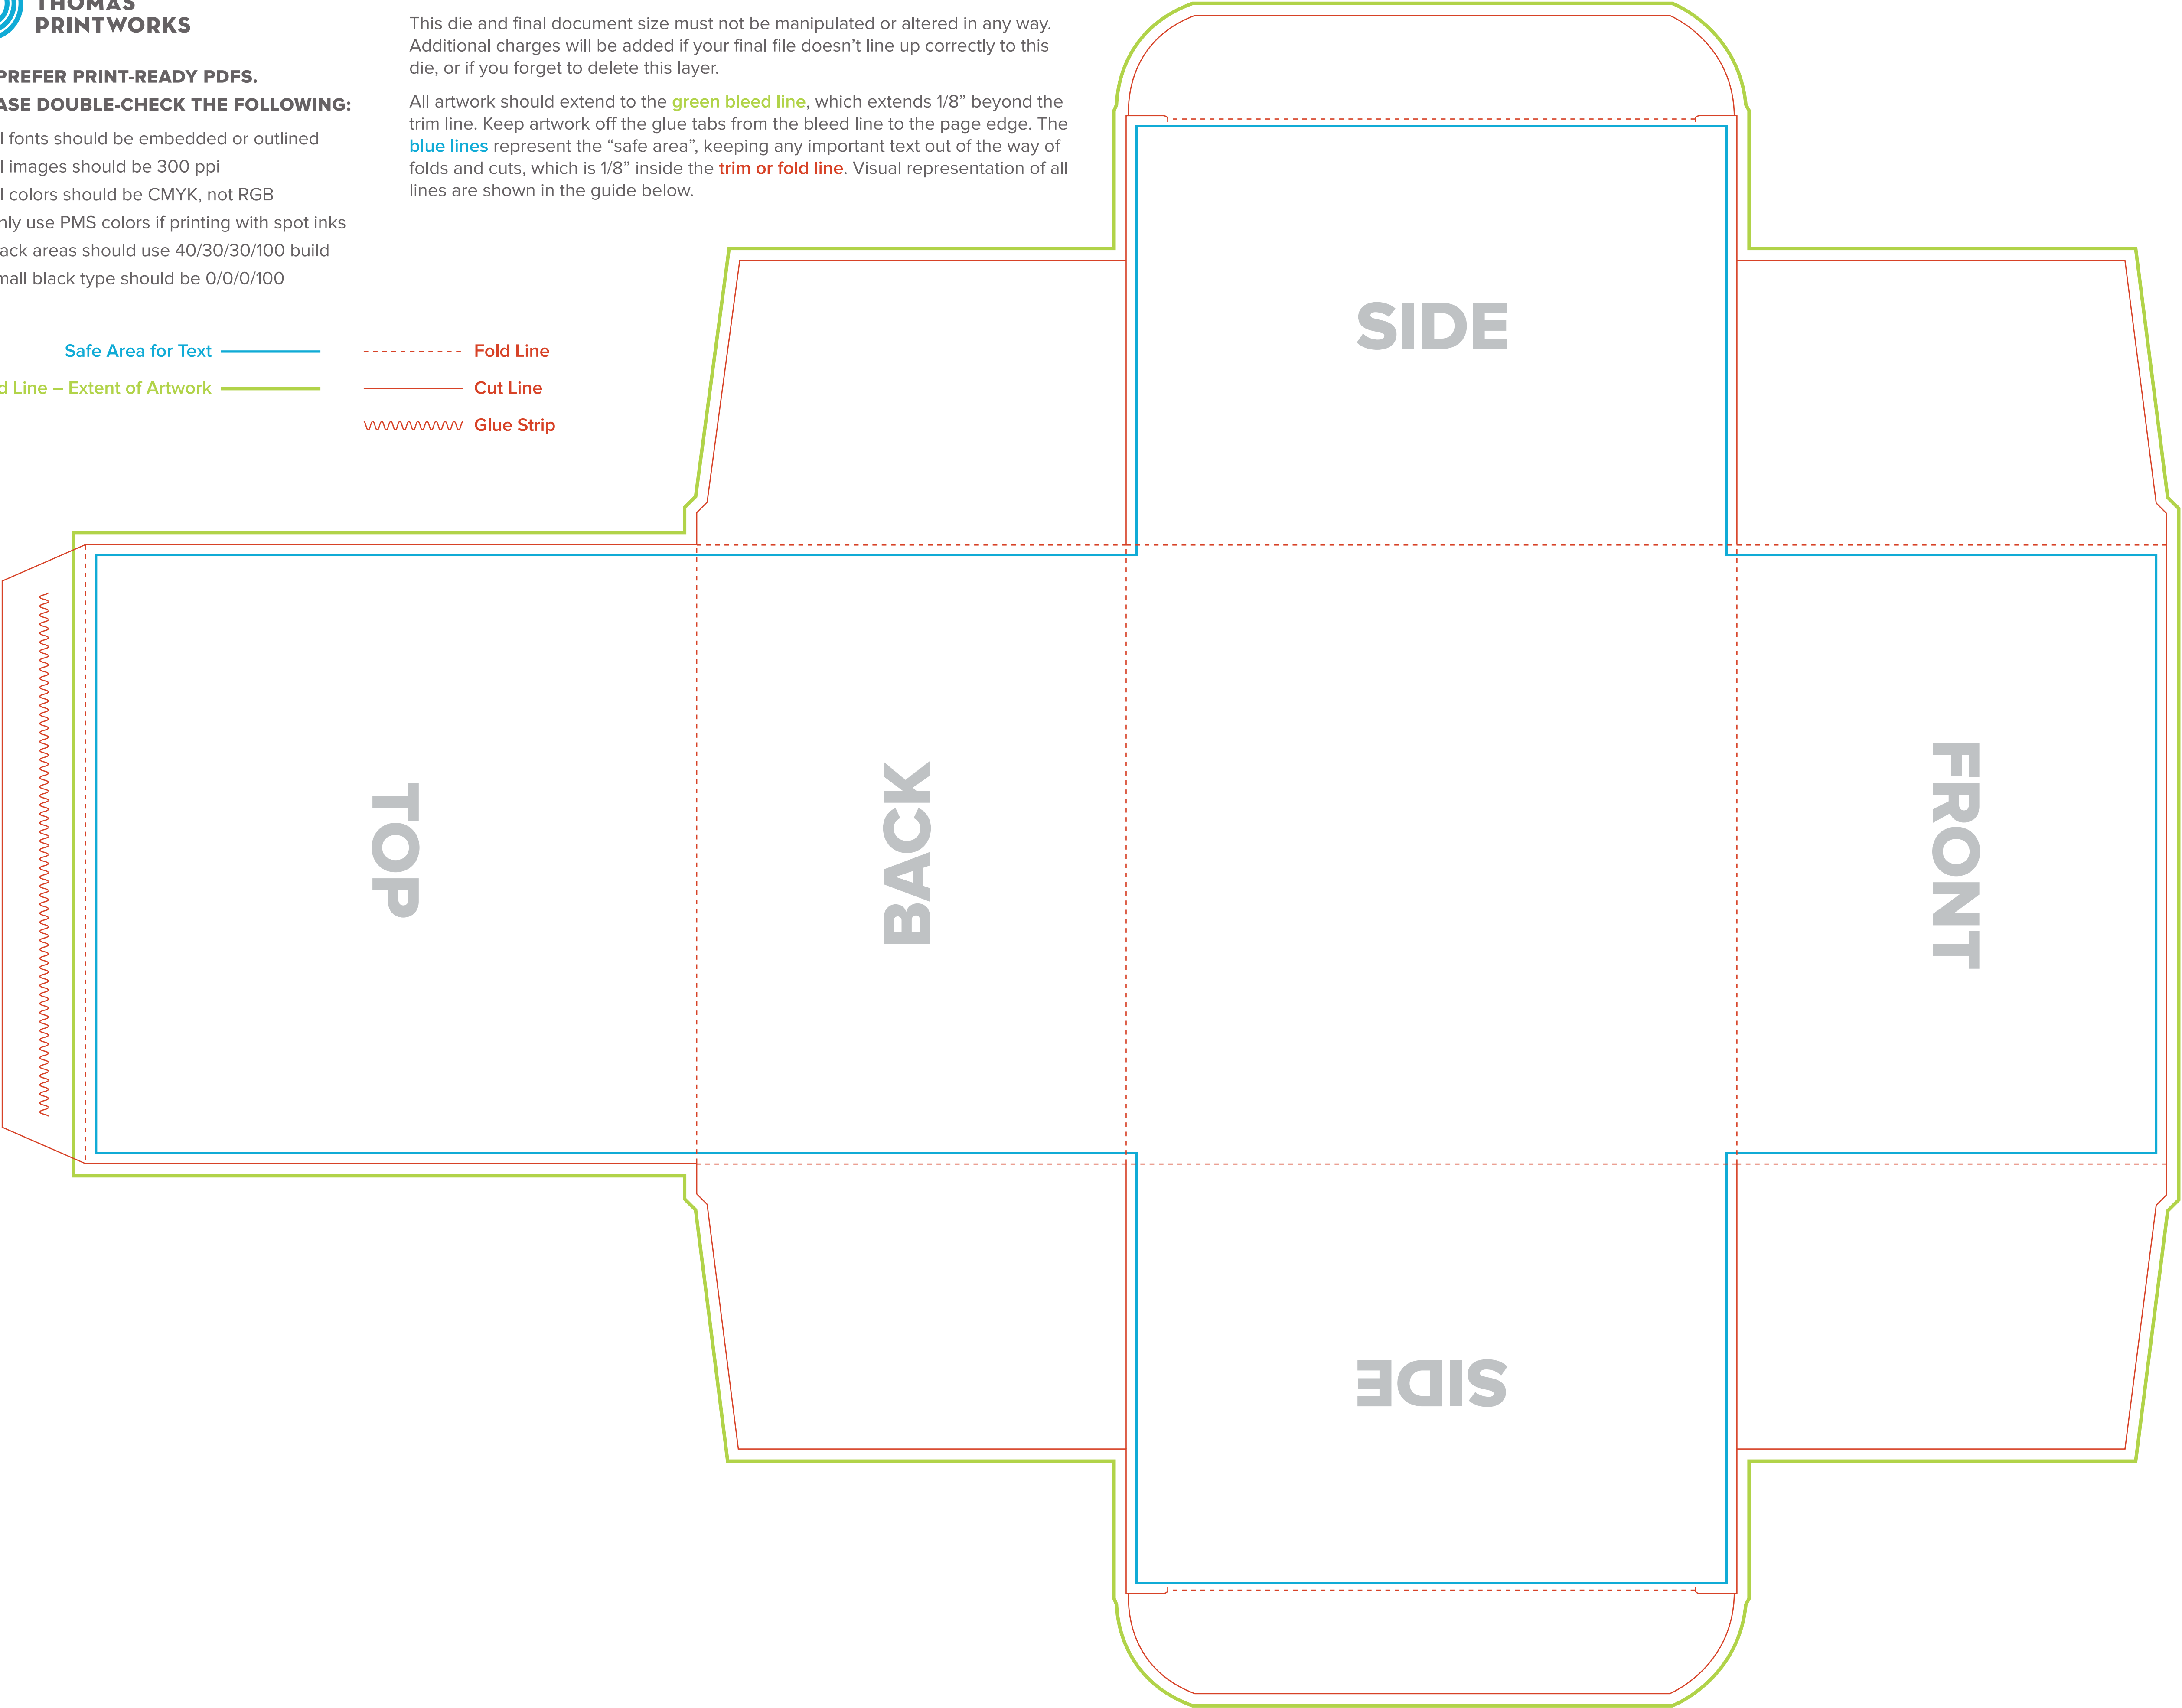 THOMAS
PRINTWORKS
PREFER PRINT-READY PDFS.
DOUBLE-CHECK THE FOLLOWING:
fonts should be embedded or outlined
images should be 300 ppi
colors should be CMYK, not RGB
use PMS colors if printing with spot inks
areas should use 40/30/30/100 build
black type should be 0/0/0/100
This die and final document size must not be manipulated or altered in any way.
Additional charges will be added if your final file doesn’t line up correctly to this
die, or if you forget to delete this layer.
All artwork should extend to the green bleed line, which extends 1/8” beyond the
trim line. Keep artwork off the glue tabs from the bleed line to the page edge. The
blue lines represent the “safe area”, keeping any important text out of the way of
folds and cuts, which is 1/8” inside the trim or fold line. Visual representation of all
lines are shown in the guide below.
Safe Area for Text
Line – Extent of Artwork
Fold Line
Cut Line
Glue Strip
SIDE
TOP
BACK
FRONT
SIDE